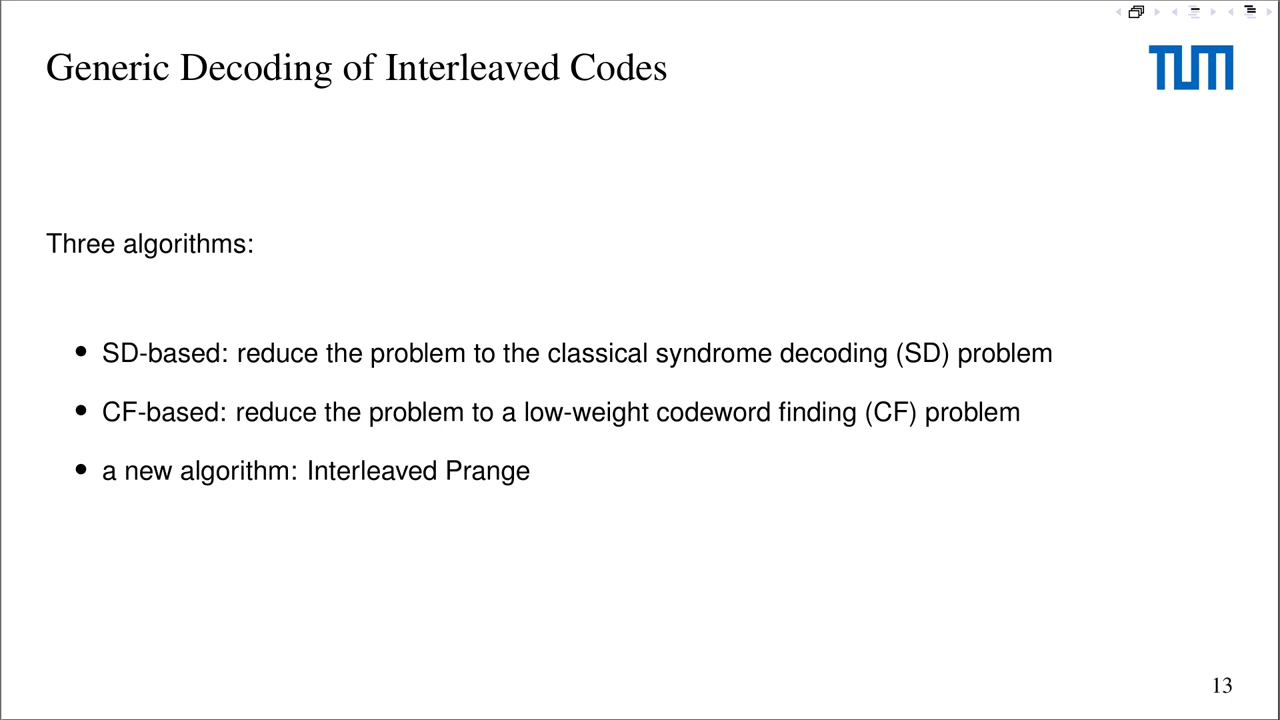 Generic Decoding of Interleaved Codes
TUM
Three algorithms:
• SD-based: reduce the problem to the classical syndrome decoding (SD) problem
• CF-based: reduce the problem to a low-weight codeword finding (CF) problem
• a new algorithm: Interleaved Prange
13